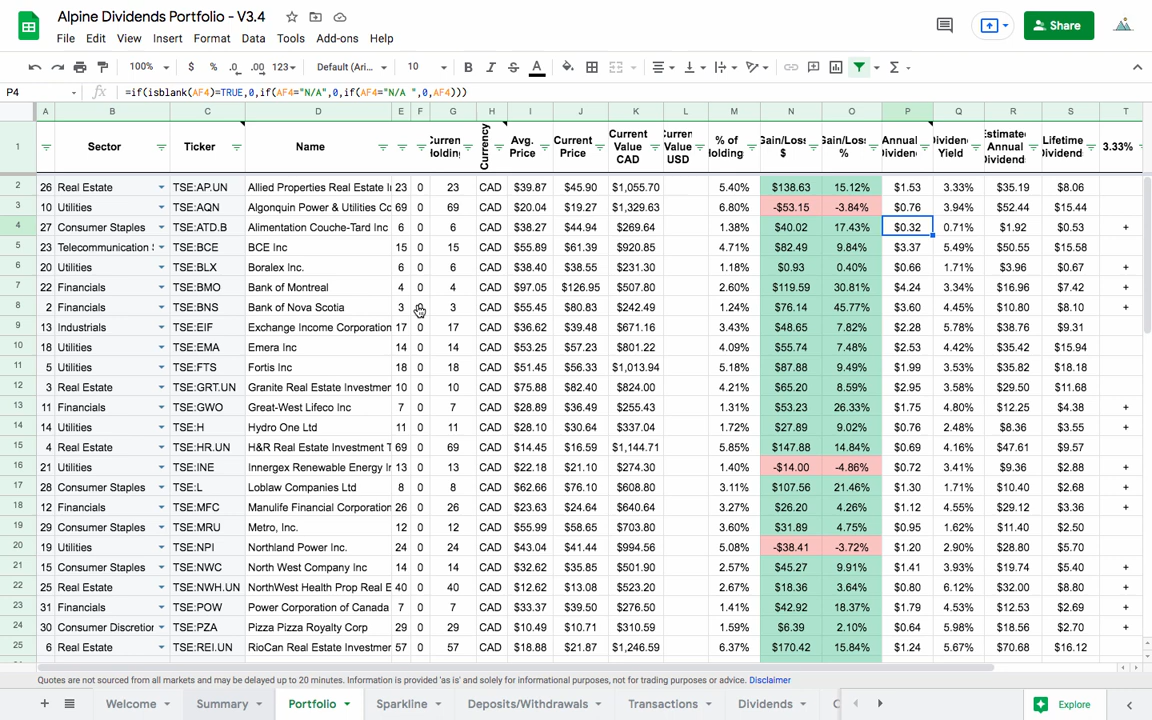 Alpine Dividends Portfolio - V3.4
File Edit View Insert Format Data Tools Add-ons Help
Share
100% $ % .0 .00 123 Default (Ari... 10 B I S A
P4 fx =if(isblank(AF4)=TRUE,0,if(AF4="N/A",0,if(AF4="N/A ",0,AF4)))
A B C D E F G H I J K L M N O P Q R S T
1 Sector Ticker Name Currency Avg. Price Current Price Current Value CAD Value USD % of Gain/Loss $ Gain/Loss % Annual Yield Annual Lifetime 3.33%
2 26 Real Estate TSE:AP.UN Allied Properties Real Estate I 23 0 23 CAD $39.87 $45.90 $1,055.70 5.40% $138.63 15.12% $1.53 3.33% $35.19 $8.06
3 10 Utilities TSE:AQN Algonquin Power & Utilities Cc 69 0 69 CAD $20.04 $19.27 $1,329.63 6.80% -$53.15 -3.84% $0.76 3.94% $52.44 $15.44
4 27 Consumer Staples TSE:ATD.B Alimentation Couche-Tard Inc 6 0 6 CAD $38.27 $44.94 $269.64 1.38% $40.02 17.43% $0.32 0.71% $1.92 $0.53 +
5 23 Telecommunication TSE:BCE BCE Inc 15 0 15 CAD $55.89 $61.39 $920.85 4.71% $82.49 9.84% $3.37 5.49% $50.55 $15.58
6 20 Utilities TSE:BLX Boralex Inc. 6 0 6 CAD $38.40 $38.55 $231.30 1.18% $0.93 0.40% $0.66 1.71% $3.96 $0.67 +
7 22 Financials TSE:BMO Bank of Montreal 4 0 4 CAD $97.05 $126.95 $507.80 2.60% $119.59 30.81% $4.24 3.34% $16.96 $7.42 +
8 2 Financials TSE:BNS Bank of Nova Scotia 3 0 3 CAD $55.45 $80.83 $242.49 1.24% $76.14 45.77% $3.60 4.45% $10.80 $8.10 +
9 13 Industrials TSE:EIF Exchange Income Corporation 17 0 17 CAD $36.62 $39.48 $671.16 3.43% $48.65 7.82% $2.28 5.78% $38.76 $9.31
10 18 Utilities TSE:EMA Emera Inc 14 0 14 CAD $53.25 $57.23 $801.22 4.09% $55.74 7.48% $2.53 4.42% $35.42 $15.94
11 5 Utilities TSE:FTS Fortis Inc 18 0 18 CAD $51.45 $56.33 $1,013.94 5.18% $87.88 9.49% $1.99 3.53% $35.82 $18.18
12 3 Real Estate TSE:GRT.UN Granite Real Estate Investmer 10 0 10 CAD $75.88 $82.40 $824.00 4.21% $65.20 8.59% $2.95 3.58% $29.50 $11.68
13 11 Financials TSE:GWO Great-West Lifeco Inc 7 0 7 CAD $28.89 $36.49 $255.43 1.31% $53.23 26.33% $1.75 4.80% $12.25 $4.38 +
14 14 Utilities TSE:H Hydro One Ltd 11 0 11 CAD $28.10 $30.64 $337.04 1.72% $27.89 9.02% $0.76 2.48% $8.36 $3.55 +
15 4 Real Estate TSE:HR.UN H&R Real Estate Investment T 69 0 69 CAD $14.45 $16.59 $1,144.71 5.85% $147.88 14.84% $0.69 4.16% $47.61 $9.57
16 21 Utilities TSE:INE Innergex Renewable Energy Ir 13 0 13 CAD $22.18 $21.10 $274.30 1.40% -$14.00 -4.86% $0.72 3.41% $9.36 $2.88 +
17 28 Consumer Staples TSE:L Loblaw Companies Ltd 8 0 8 CAD $62.66 $76.10 $608.80 3.11% $107.56 21.46% $1.30 1.71% $10.40 $2.68 +
18 12 Financials TSE:MFC Manulife Financial Corporation 26 0 26 CAD $23.63 $24.64 $640.64 3.27% $26.20 4.26% $1.12 4.55% $29.12 $3.36 +
19 29 Consumer Staples TSE:MRU Metro, Inc. 12 0 12 CAD $55.99 $58.65 $703.80 3.60% $31.89 4.75% $0.95 1.62% $11.40 $2.50
20 19 Utilities TSE:NPI Northland Power Inc. 24 0 24 CAD $43.04 $41.44 $994.56 5.08% -$38.41 -3.72% $1.20 2.90% $28.80 $5.70
21 15 Consumer Staples TSE:NWC North West Company Inc 14 0 14 CAD $32.62 $35.85 $501.90 2.57% $45.27 9.91% $1.41 3.93% $19.74 $5.40 +
22 25 Real Estate TSE:NWH.UN NorthWest Health Prop Real E 40 0 40 CAD $12.62 $13.08 $523.20 2.67% $18.36 3.64% $0.80 6.12% $32.00 $8.80 +
23 31 Financials TSE:POW Power Corporation of Canada 7 0 7 CAD $33.37 $39.50 $276.50 1.41% $42.92 18.37% $1.79 4.53% $12.53 $2.69 +
24 30 Consumer Discretior TSE:PZA Pizza Pizza Royalty Corp 29 0 29 CAD $10.49 $10.71 $310.59 1.59% $6.39 2.10% $0.64 5.98% $18.56 $2.70 +
25 6 Real Estate TSE:REI.UN RioCan Real Estate Investmer 57 0 57 CAD $18.88 $21.87 $1,246.59 6.37% $170.42 15.84% $1.24 5.67% $70.68 $16.12
Quotes are not sourced from all markets and may be delayed up to 20 minutes. Information is provided 'as is' and solely for informational purposes, not for trading purposes or advice. Disclaimer
Welcome Summary Portfolio Sparkline Deposits/Withdrawals Transactions Dividends Explore